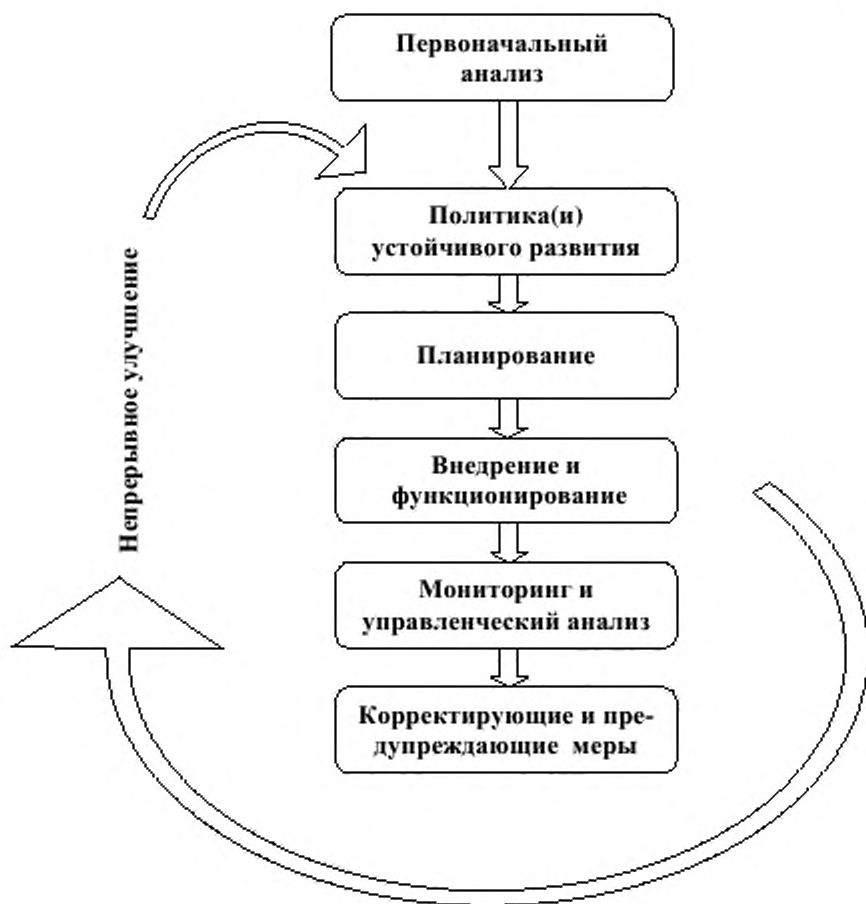 Первоначальный
анализ
Политика(и)
устойчивого развития
Планирование
Внедрение и
функционирование
Мониторинг и
управленческий анализ
Корректирующие и пре-
дупреждающие меры
Непрерывное улучшение